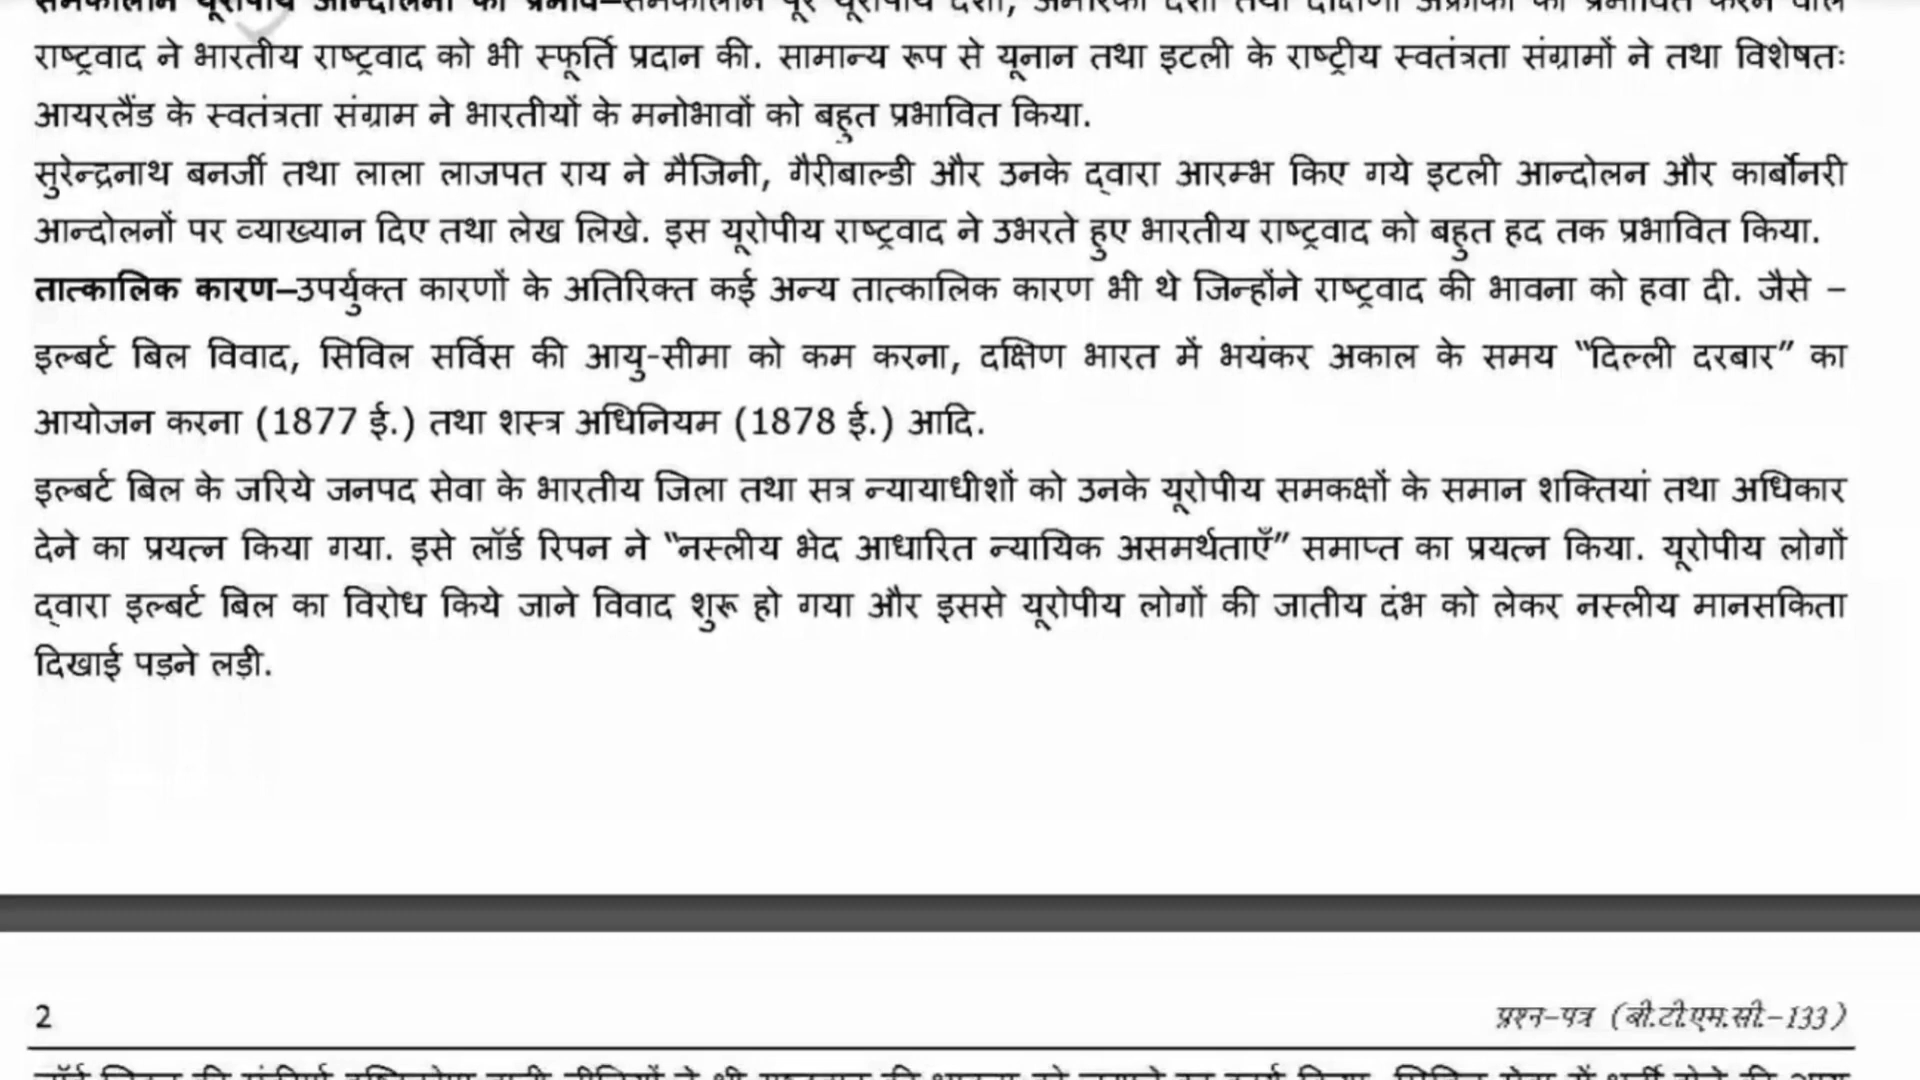 समकालीन यूरोपीय आन्दोलनों का प्रभाव–समकालीन पूरे यूरोपीय देशों, अमेरिकी देशों तथा दक्षिणी अफ्रीका को प्रभावित करने वाले
राष्ट्रवाद ने भारतीय राष्ट्रवाद को भी स्फूर्ति प्रदान की. सामान्य रूप से यूनान तथा इटली के राष्ट्रीय स्वतंत्रता संग्रामों ने तथा विशेषतः
आयरलैंड के स्वतंत्रता संग्राम ने भारतीयों के मनोभावों को बहुत प्रभावित किया.
सुरेन्द्रनाथ बनर्जी तथा लाला लाजपत राय ने मैजिनी, गैरीबाल्डी और उनके द्वारा आरम्भ किए गये इटली आन्दोलन और कार्बोनरी
आन्दोलनों पर व्याख्यान दिए तथा लेख लिखे. इस यूरोपीय राष्ट्रवाद ने उभरते हुए भारतीय राष्ट्रवाद को बहुत हद तक प्रभावित किया.
तात्कालिक कारण–उपर्युक्त कारणों के अतिरिक्त कई अन्य तात्कालिक कारण भी थे जिन्होंने राष्ट्रवाद की भावना को हवा दी. जैसे –
इल्बर्ट बिल विवाद, सिविल सर्विस की आयु-सीमा को कम करना, दक्षिण भारत में भयंकर अकाल के समय “दिल्ली दरबार” का
आयोजन करना (1877 ई.) तथा शस्त्र अधिनियम (1878 ई.) आदि.
इल्बर्ट बिल के जरिये जनपद सेवा के भारतीय जिला तथा सत्र न्यायाधीशों को उनके यूरोपीय समकक्षों के समान शक्तियां तथा अधिकार
देने का प्रयत्न किया गया. इसे लॉर्ड रिपन ने “नस्लीय भेद आधारित न्यायिक असमर्थताएँ” समाप्त का प्रयत्न किया. यूरोपीय लोगों
द्वारा इल्बर्ट बिल का विरोध किये जाने विवाद शुरू हो गया और इससे यूरोपीय लोगों की जातीय दंभ को लेकर नस्लीय मानसकिता
दिखाई पड़ने लड़ी.
2
प्रश्न-पत्र (बी.टी.एम.सी.-133)